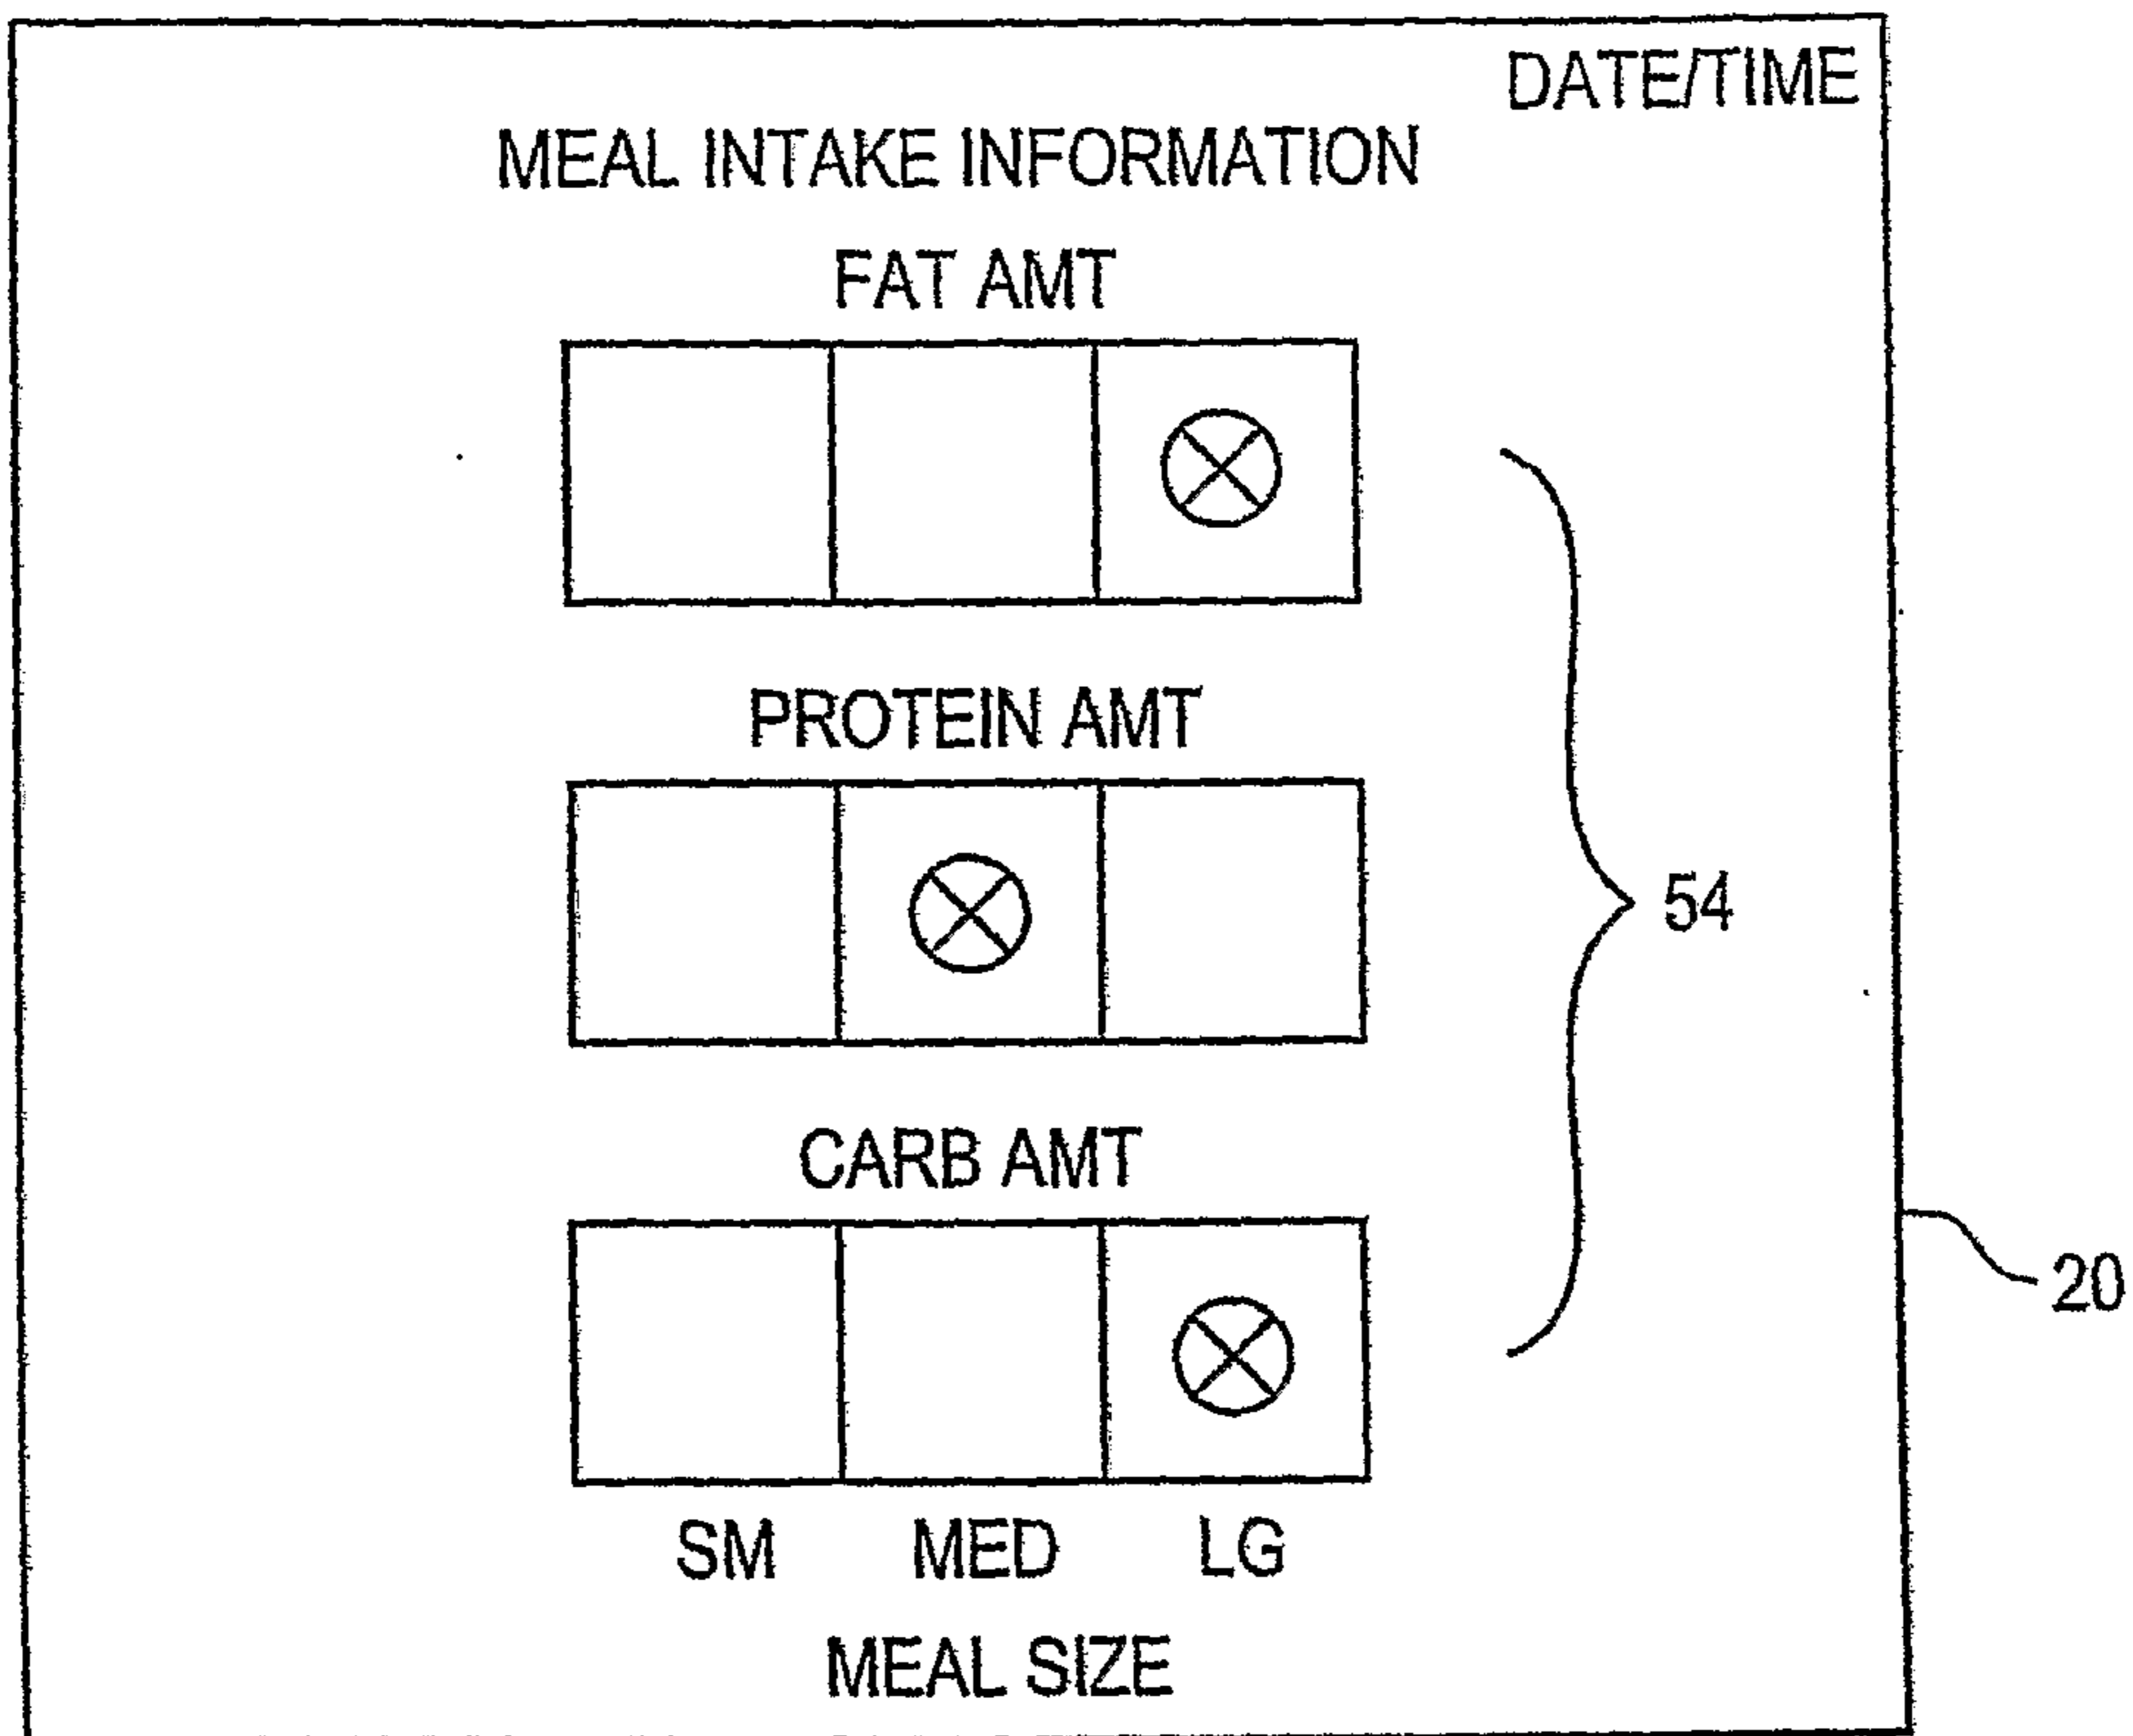 DATE/TIME
MEAL INTAKE INFORMATION
FAT AMT
PROTEIN AMT
54
CARB AMT
20
SM MED LG
MEAL SIZE